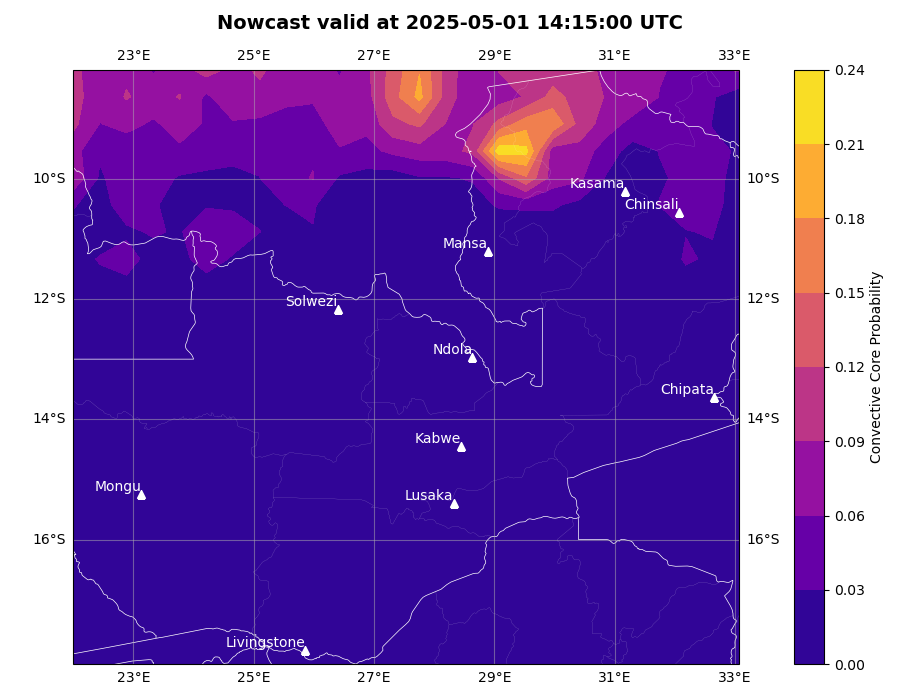 Nowcast valid at 2025-05-01 14:15:00 UTC
23°E 25°E 27°E 29°E 31°E 33°E
0.24
0.21
10°S Kasama 10°S
Chinsali
0.18
Mansa
0.15
12°S Solwezi 12°S
0.12
Ndola
Chipata
14°S 14°S
0.09
Kabwe
Mongu Lusaka
0.06
16°S 16°S
0.03
Livingstone
0.00
23°E 25°E 27°E 29°E 31°E 33°E
Convective Core Probability